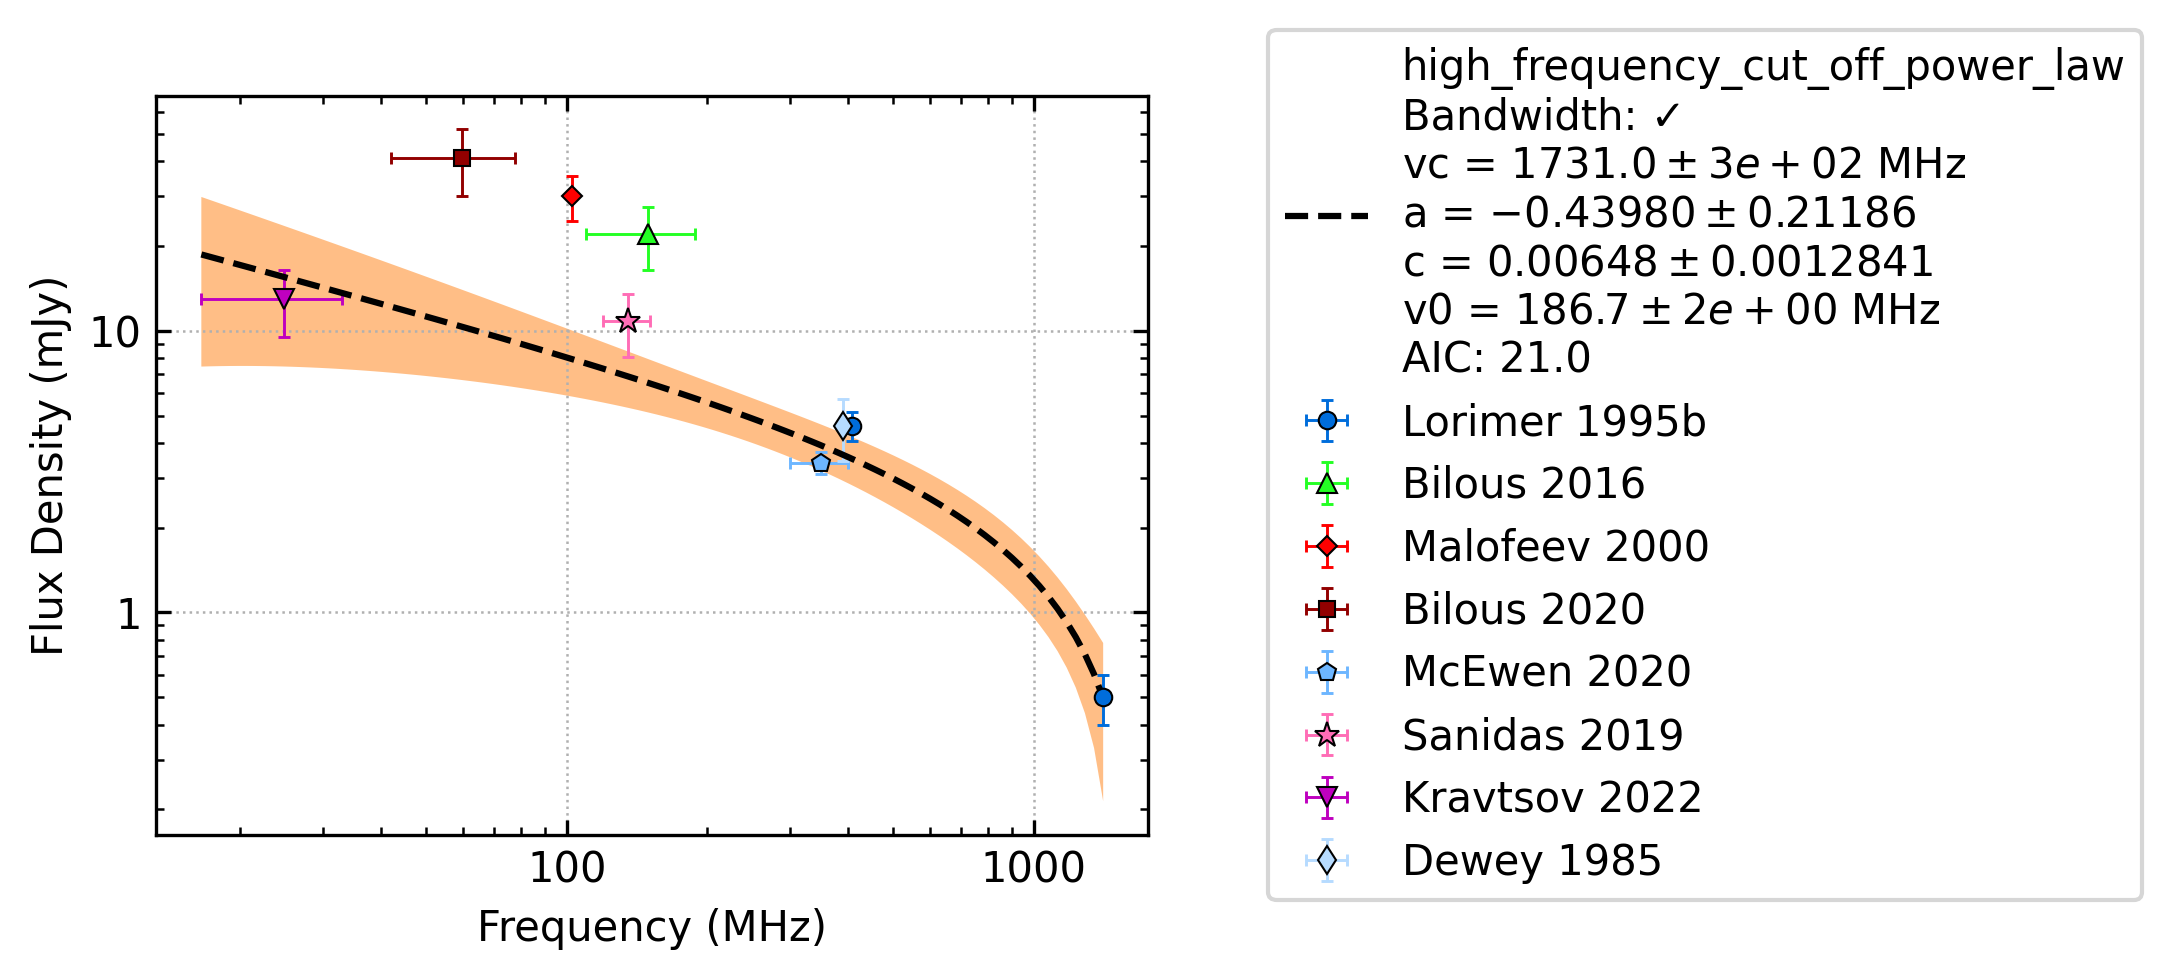 Flux Density (mJy)
10
1
100
1000
Frequency (MHz)
high_frequency_cut_off_power_law
Bandwidth: ✓
vc = 1731.0 ± 3e + 02 MHz
a = −0.43980 ± 0.21186
c = 0.00648 ± 0.0012841
v0 = 186.7 ± 2e + 00 MHz
AIC: 21.0
Lorimer 1995b
Bilous 2016
Malofeev 2000
Bilous 2020
McEwen 2020
Sanidas 2019
Kravtsov 2022
Dewey 1985